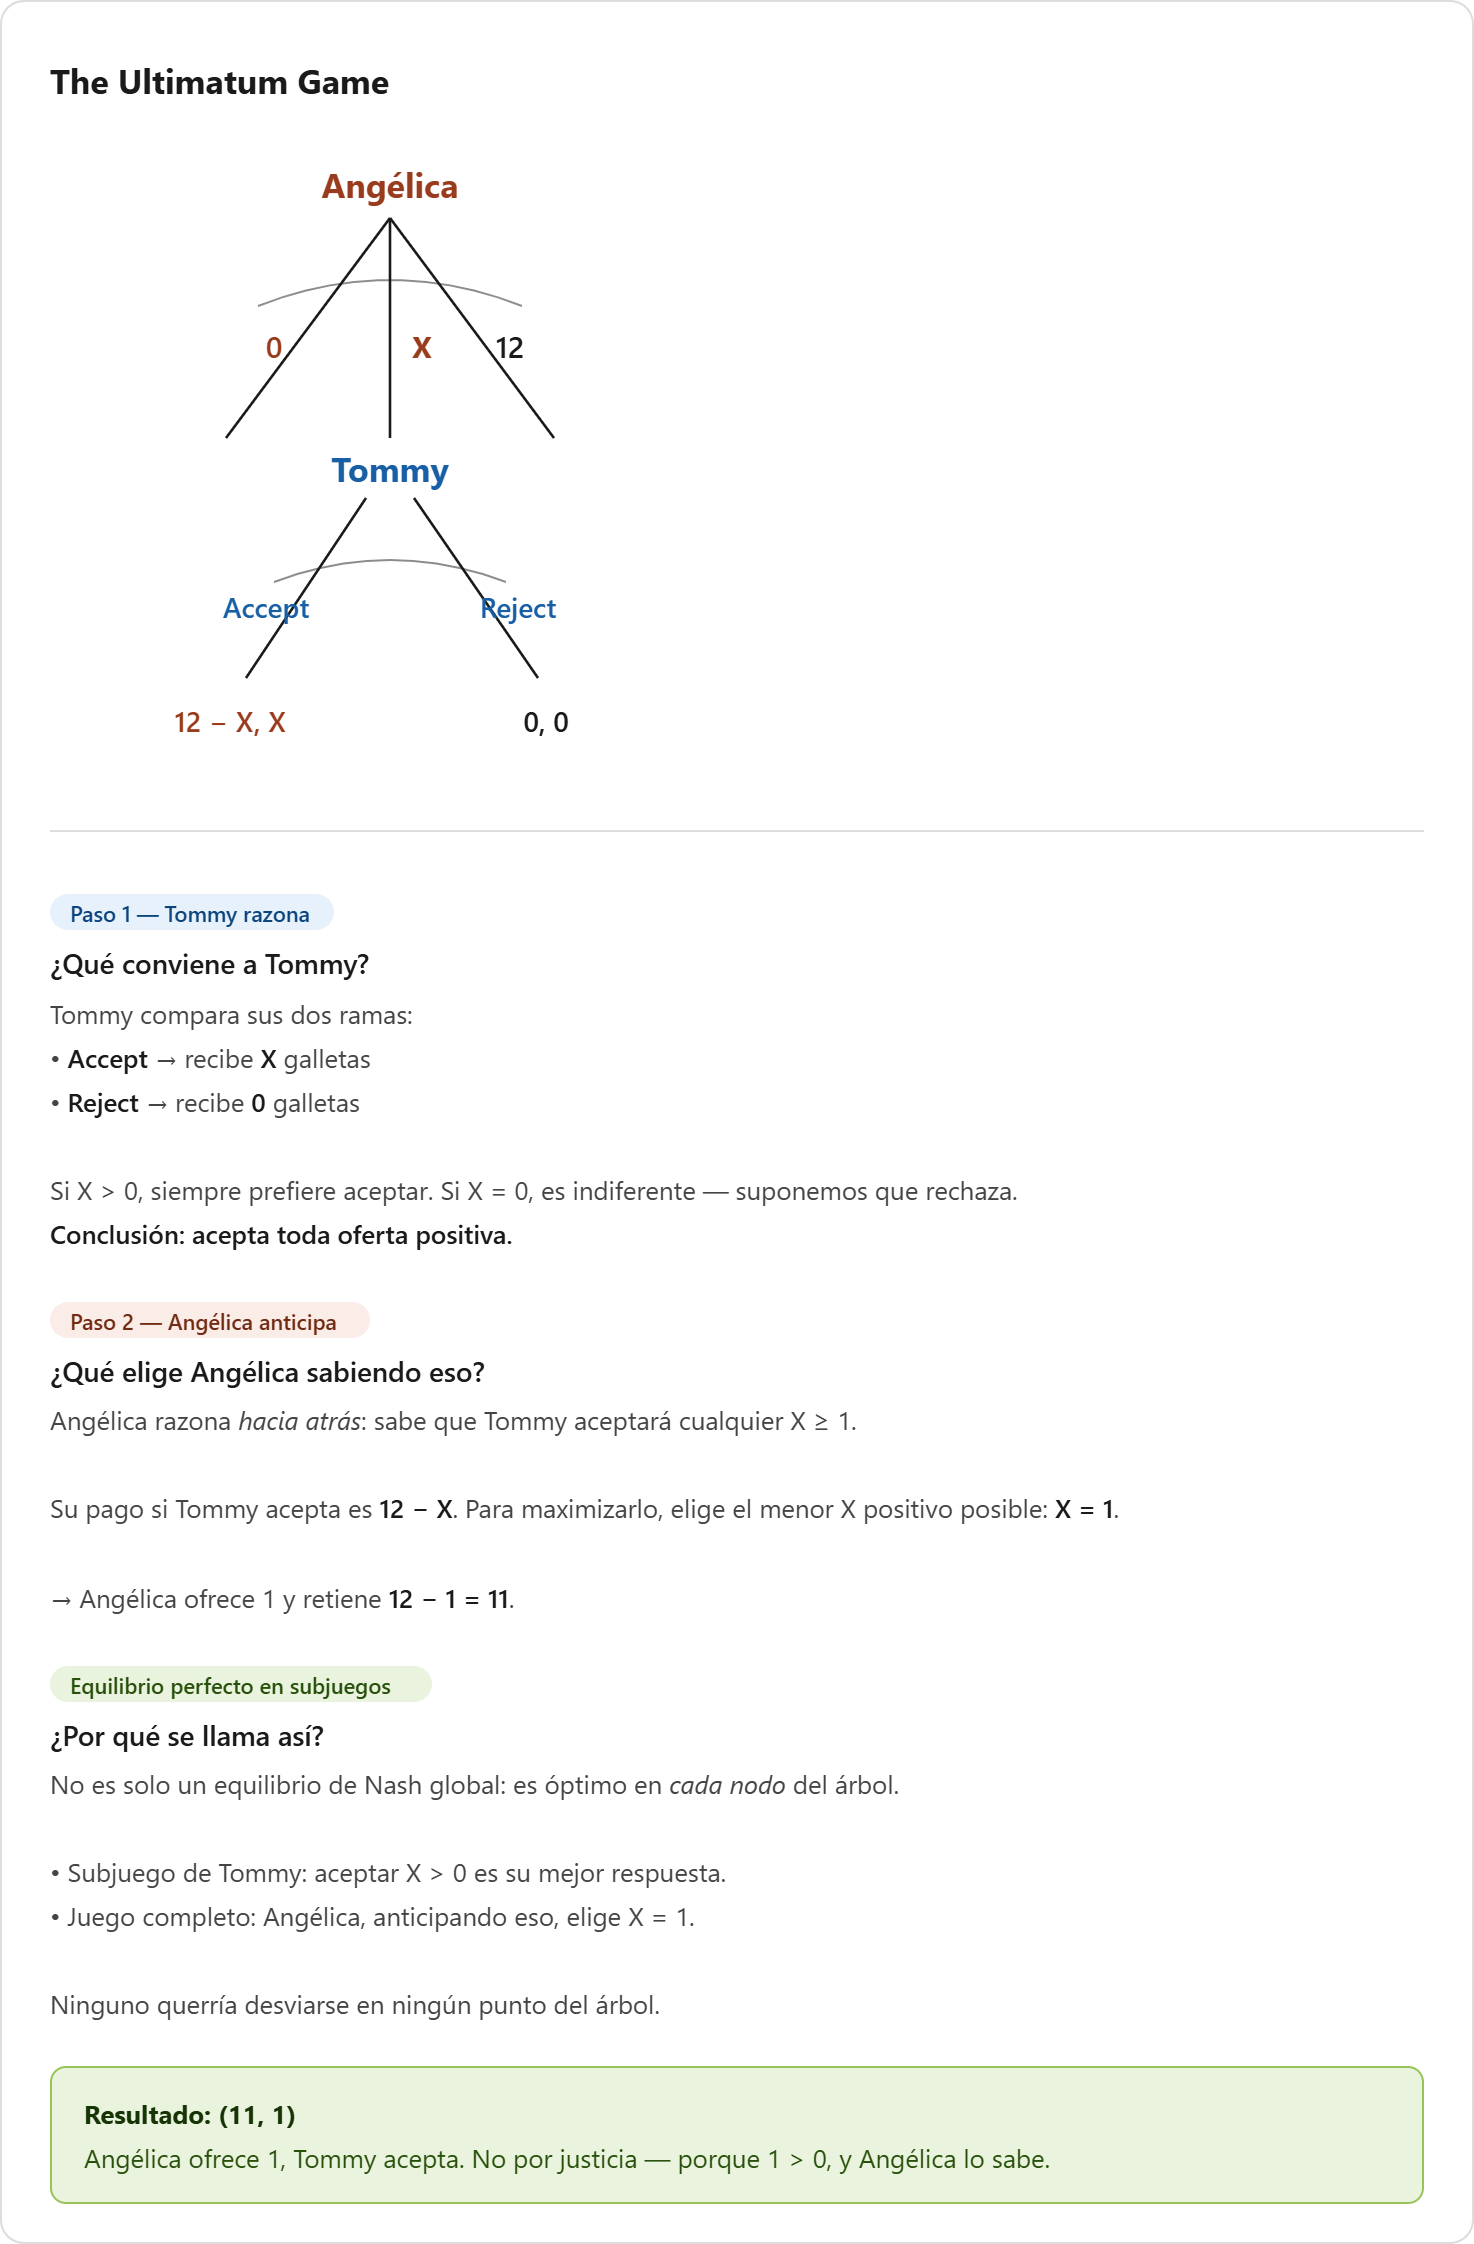 The Ultimatum Game
Angélica
0
X
12
Tommy
Accept
Reject
12 − X, X
0, 0
Paso 1 — Tommy razona
¿Qué conviene a Tommy?
Tommy compara sus dos ramas:
• Accept → recibe X galletas
• Reject → recibe 0 galletas
Si X > 0, siempre prefiere aceptar. Si X = 0, es indiferente — suponemos que rechaza.
Conclusión: acepta toda oferta positiva.
Paso 2 — Angélica anticipa
¿Qué elige Angélica sabiendo eso?
Angélica razona hacia atrás: sabe que Tommy aceptará cualquier X ≥ 1.
Su pago si Tommy acepta es 12 − X. Para maximizarlo, elige el menor X positivo posible: X = 1.
→ Angélica ofrece 1 y retiene 12 − 1 = 11.
Equilibrio perfecto en subjuegos
¿Por qué se llama así?
No es solo un equilibrio de Nash global: es óptimo en cada nodo del árbol.
• Subjuego de Tommy: aceptar X > 0 es su mejor respuesta.
• Juego completo: Angélica, anticipando eso, elige X = 1.
Ninguno querría desviarse en ningún punto del árbol.
Resultado: (11, 1)
Angélica ofrece 1, Tommy acepta. No por justicia — porque 1 > 0, y Angélica lo sabe.